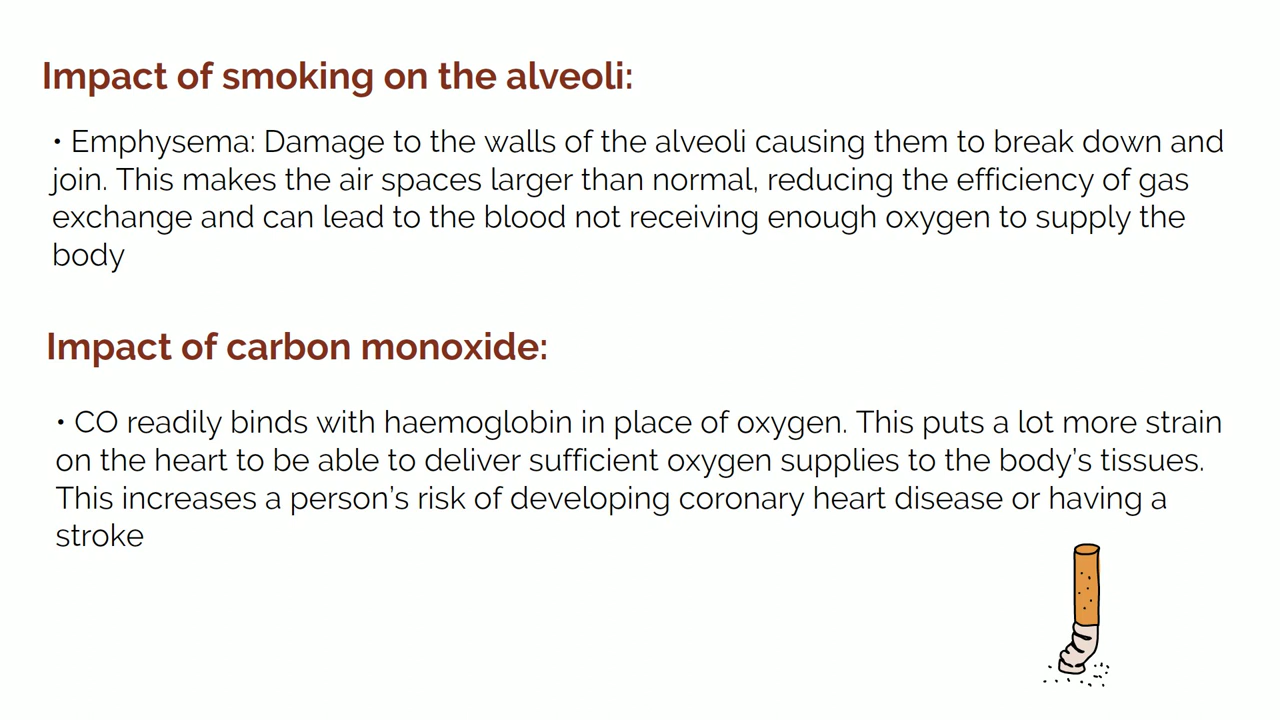 Impact of smoking on the alveoli:
• Emphysema: Damage to the walls of the alveoli causing them to break down and
join. This makes the air spaces larger than normal, reducing the efficiency of gas
exchange and can lead to the blood not receiving enough oxygen to supply the
body
Impact of carbon monoxide:
• CO readily binds with haemoglobin in place of oxygen. This puts a lot more strain
on the heart to be able to deliver sufficient oxygen supplies to the body’s tissues.
This increases a person’s risk of developing coronary heart disease or having a
stroke